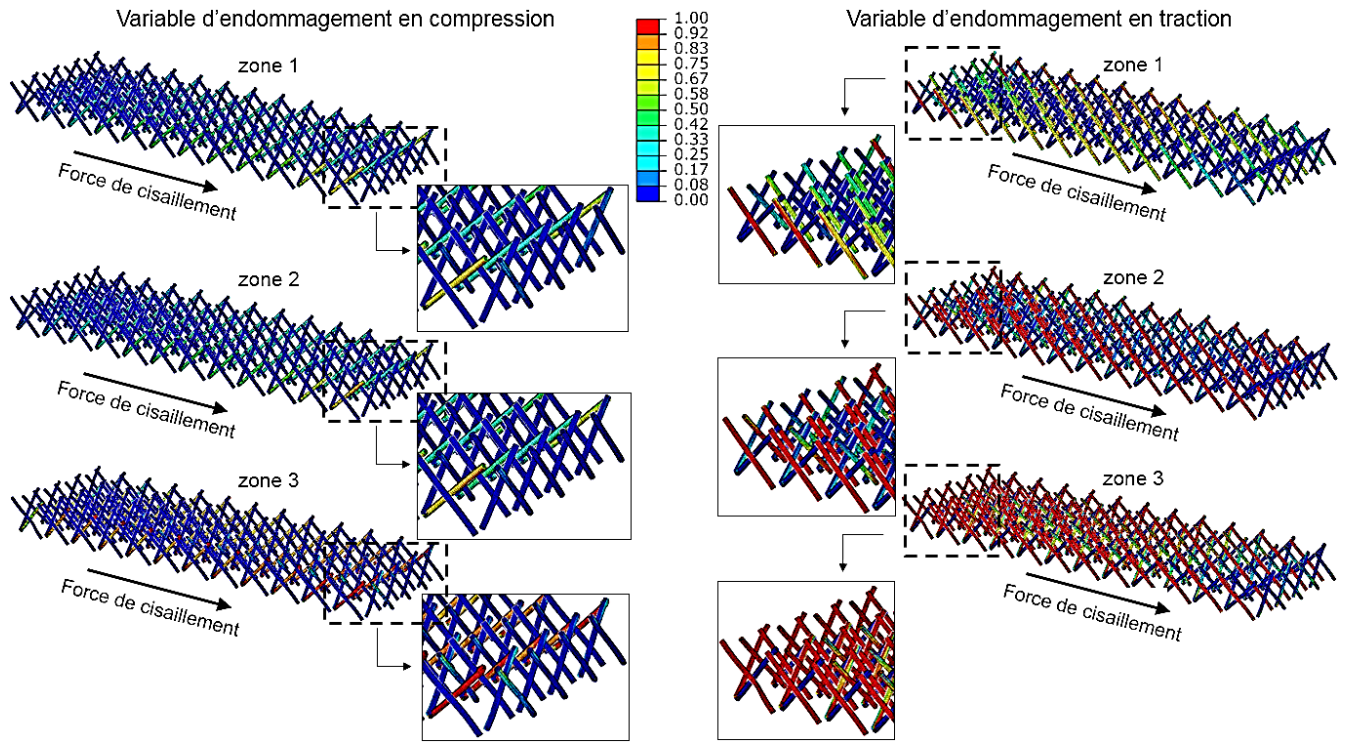 Variable d’endommagement en compression
zone 1
Force de cisaillement
zone 2
Force de cisaillement
zone 3
Force de cisaillement
1.00
0.92
0.83
0.75
0.67
0.58
0.50
0.42
0.33
0.25
0.17
0.08
0.00
Variable d’endommagement en traction
zone 1
Force de cisaillement
zone 2
Force de cisaillement
zone 3
Force de cisaillement